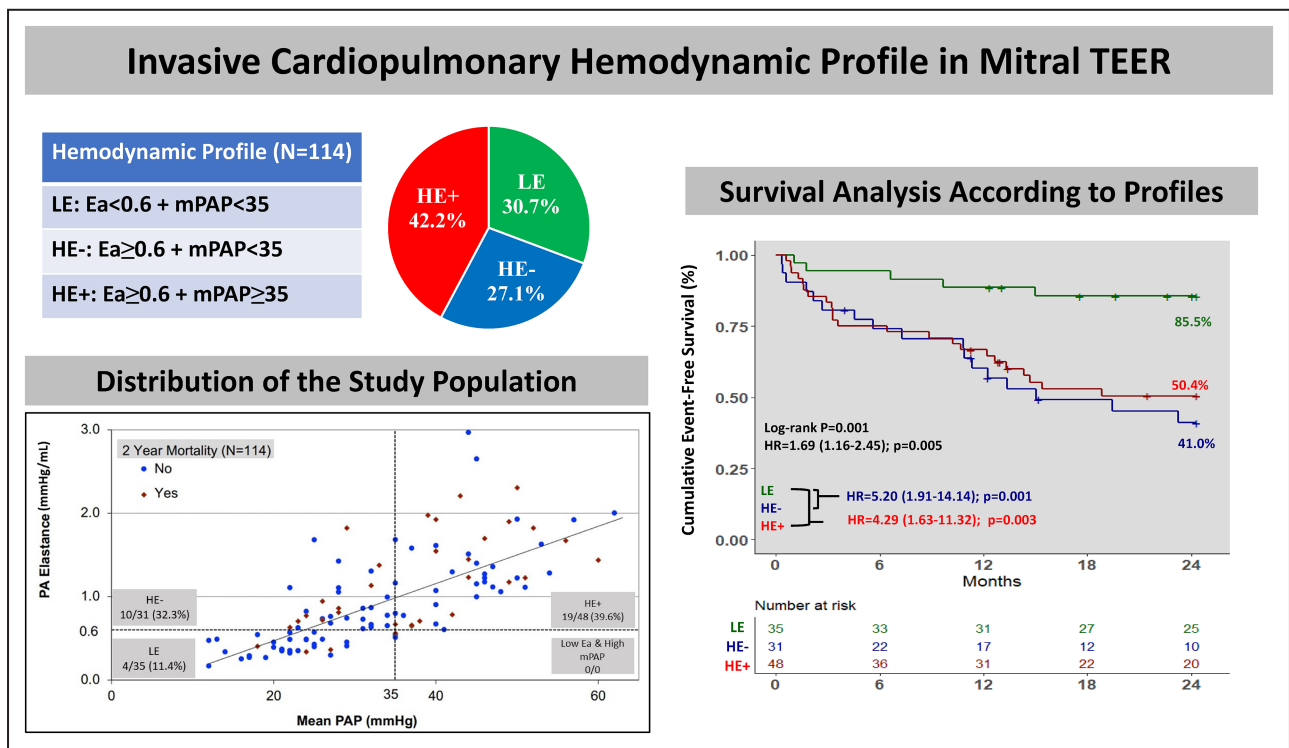 Invasive Cardiopulmonary Hemodynamic Profile in Mitral TEER
Hemodynamic Profile (N=114)
LE: Ea<0.6 + mPAP<35
HE-: Ea≥0.6 + mPAP<35
HE+: Ea≥0.6 + mPAP≥35
HE+
42.2%
LE
30.7%
HE-
27.1%
Distribution of the Study Population
PA Elastance (mmHg/mL)
3.0
2.0
1.0
0.6
0.0
2 Year Mortality (N=114)
No
Yes
HE-
10/31 (32.3%)
LE
4/35 (11.4%)
HE+
19/48 (39.6%)
Low Ea & High
mPAP
0/0
0
20
35
40
60
Mean PAP (mmHg)
Survival Analysis According to Profiles
Cumulative Event-Free Survival (%)
1.00
0.75
0.50
0.25
0.00
85.5%
50.4%
41.0%
Log-rank P=0.001
HR=1.69 (1.16-2.45); p=0.005
LE
HE-
HE+
HR=5.20 (1.91-14.14); p=0.001
HR=4.29 (1.63-11.32); p=0.003
0 6 12 18 24
Months
Number at risk
LE 35 33 31 27 25
HE- 31 22 17 12 10
HE+ 48 36 31 22 20
0 6 12 18 24